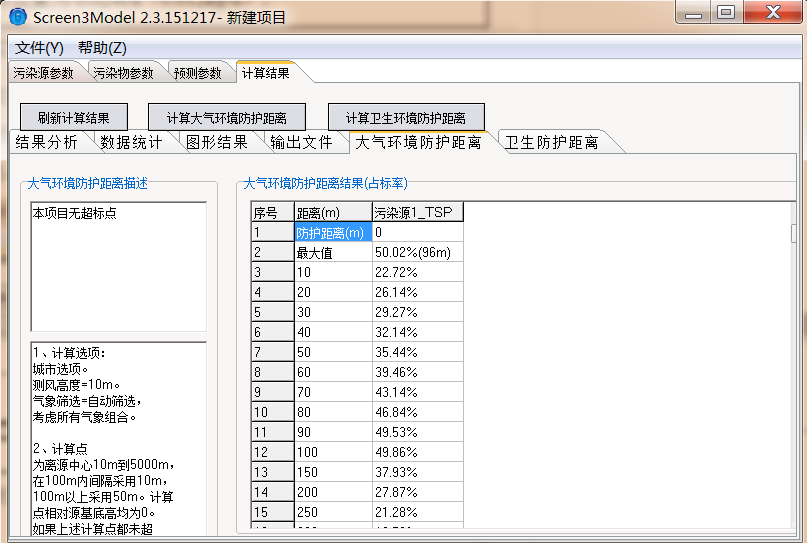 Screen3Model 2.3.151217- 新建项目
文件(Y) 帮助(Z)
污染源参数 污染物参数 预测参数 计算结果
刷新计算结果 计算大气环境防护距离 计算卫生环境防护距离
结果分析 数据统计 图形结果 输出文件 大气环境防护距离 卫生防护距离
大气环境防护距离描述
本项目无超标点
1、计算选项：
城市选项。
测风高度=10m。
气象筛选=自动筛选，
考虑所有气象组合。
2、计算点
为离源中心10m到5000m，
在100m内间隔采用10m，
100m以上采用50m。计算
点相对源基底高均为0。
如果上述计算点都未超
大气环境防护距离结果(占标率)
序号 距离(m) 污染源1_TSP
1 防护距离(m) 0
2 最大值 50.02%(96m)
3 10 22.72%
4 20 26.14%
5 30 29.27%
6 40 32.14%
7 50 35.44%
8 60 39.46%
9 70 43.14%
10 80 46.84%
11 90 49.53%
12 100 49.86%
13 150 37.93%
14 200 27.87%
15 250 21.28%